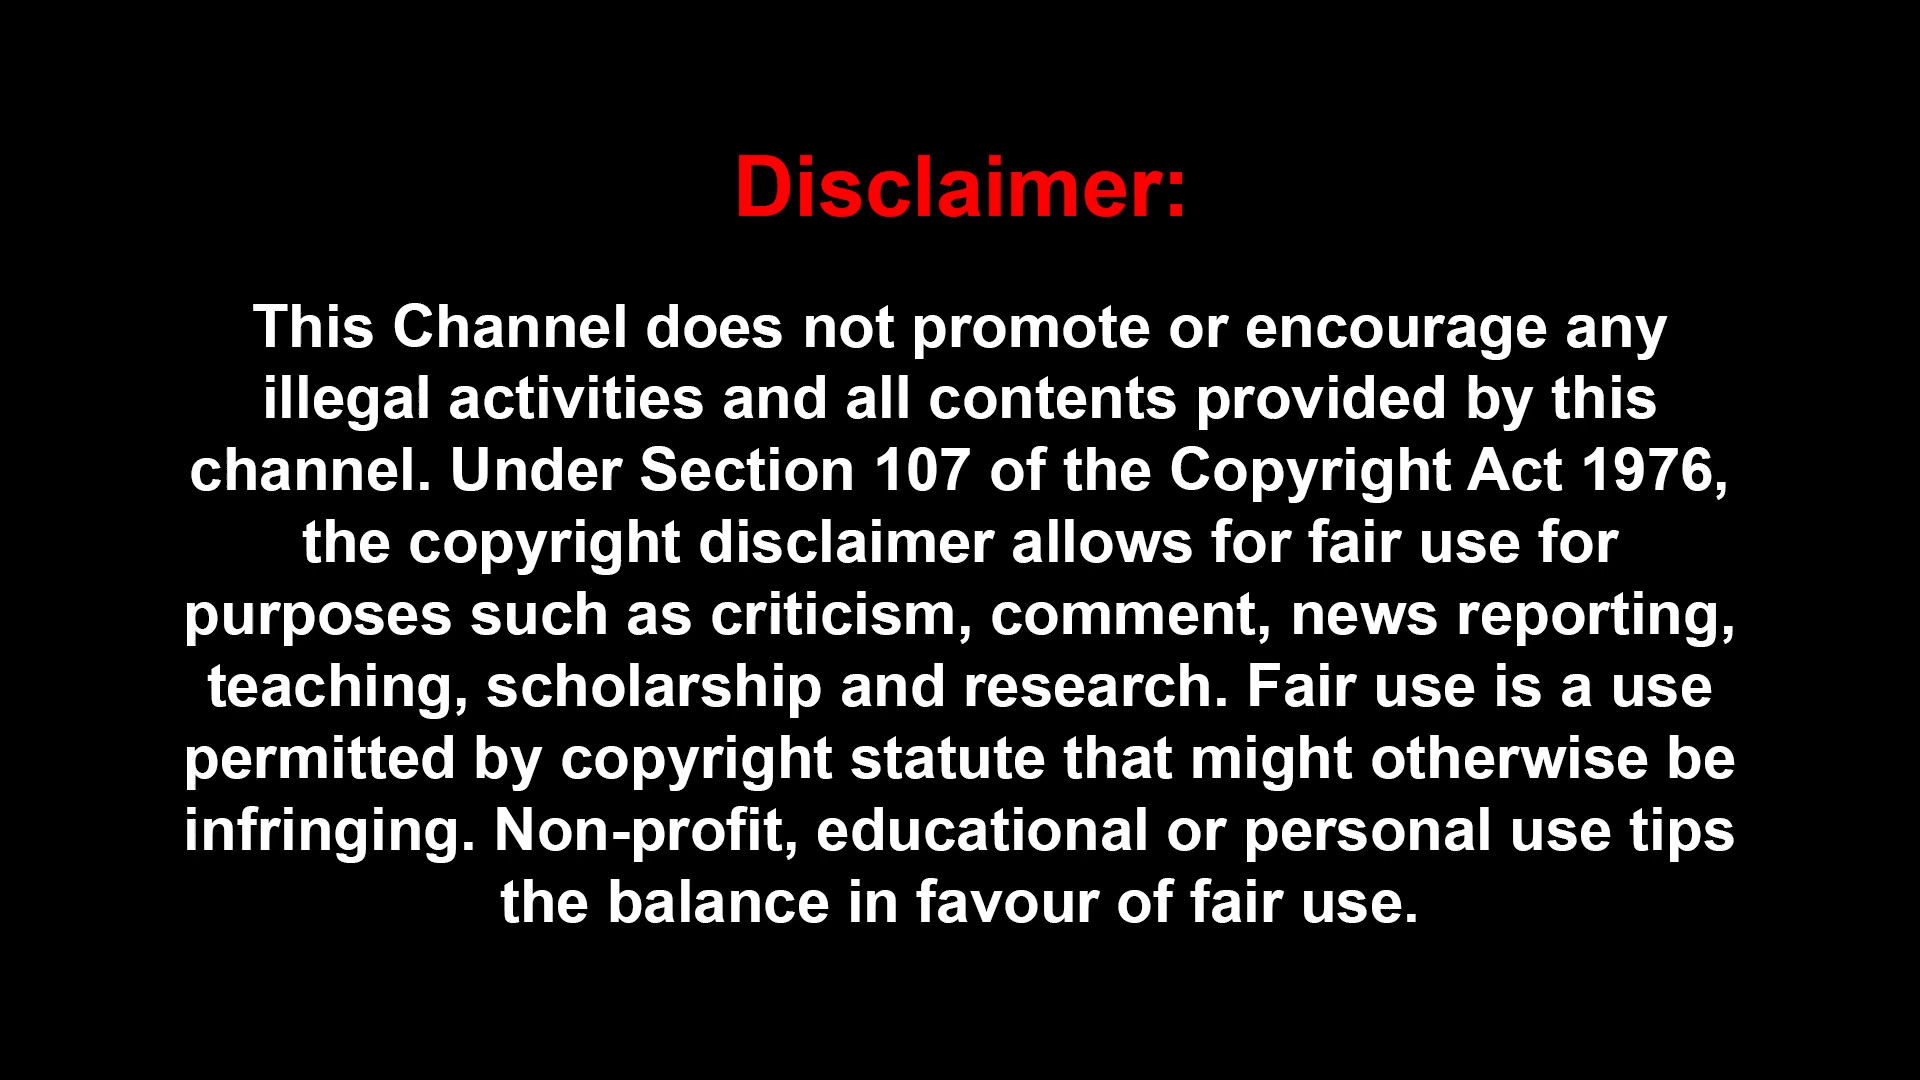 Disclaimer:
This Channel does not promote or encourage any
illegal activities and all contents provided by this
channel. Under Section 107 of the Copyright Act 1976,
the copyright disclaimer allows for fair use for
purposes such as criticism, comment, news reporting,
teaching, scholarship and research. Fair use is a use
permitted by copyright statute that might otherwise be
infringing. Non-profit, educational or personal use tips
the balance in favour of fair use.